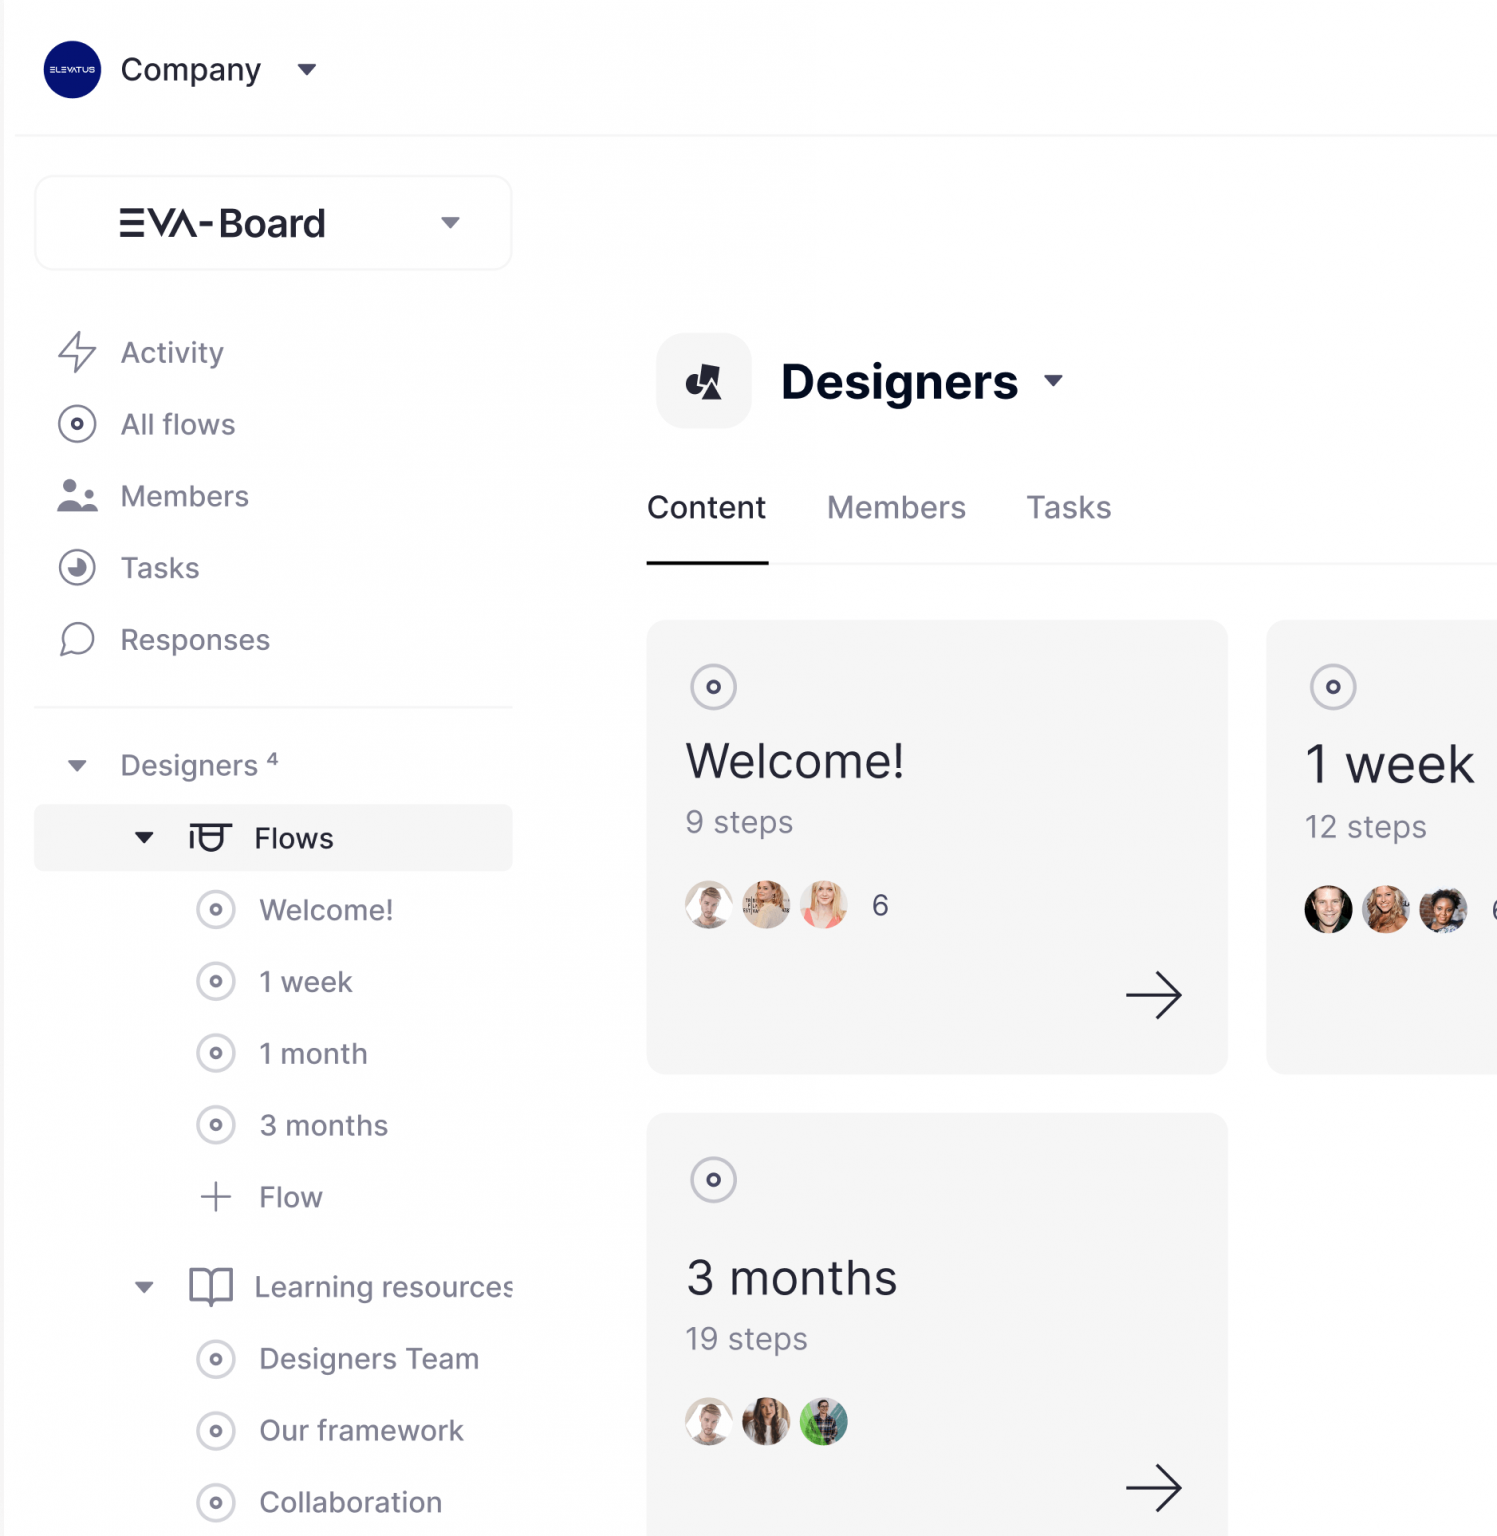 ELEVATUS
Company
EVA-Board
Activity
All flows
Members
Tasks
Responses
Designers 4
Flows
Welcome!
1 week
1 month
3 months
Flow
Learning resources
Designers Team
Our framework
Collaboration
Designers
Content Members Tasks
Welcome!
9 steps
6
1 week
12 steps
3 months
19 steps